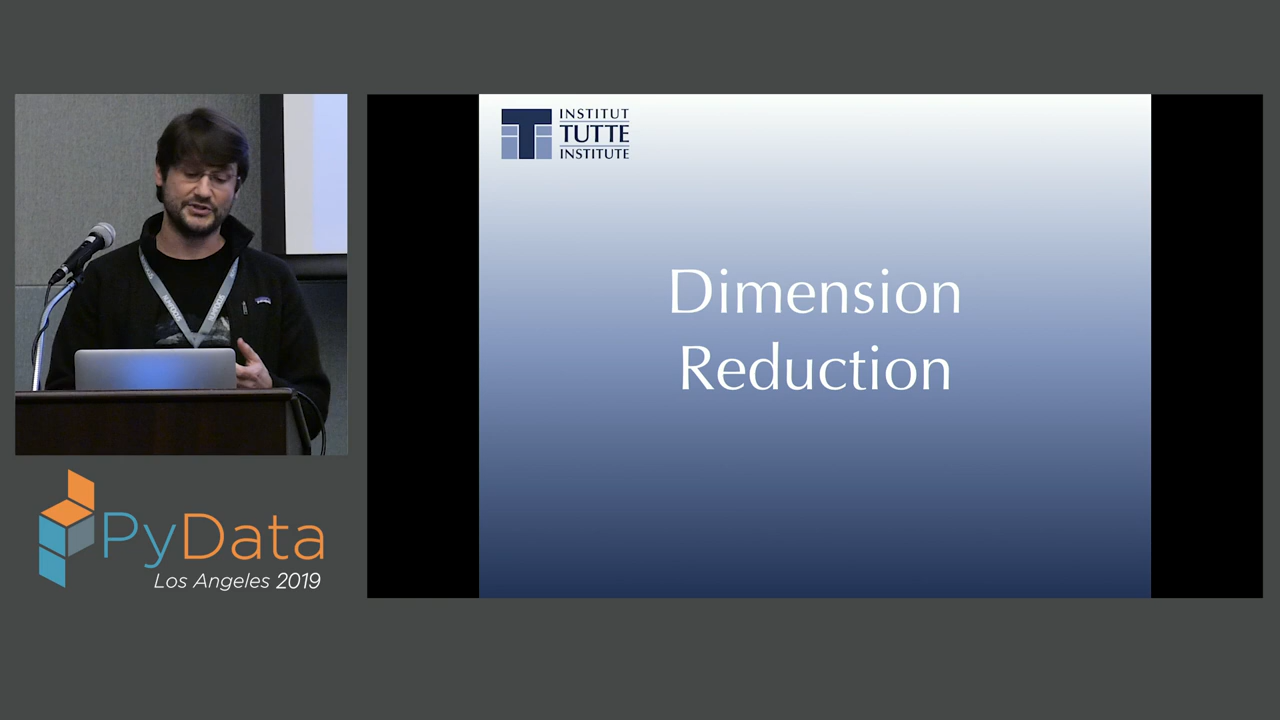 INSTITUT
TUTTE
INSTITUTE
Dimension
Reduction
PyData
Los Angeles 2019